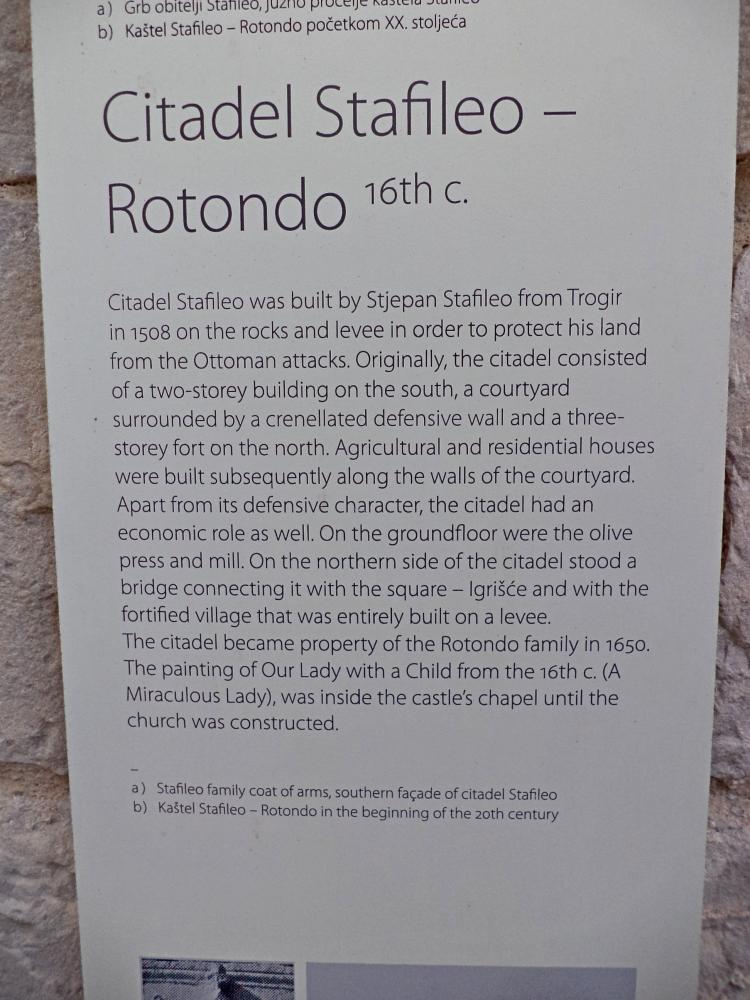 a) Grb obitelji Stafileo, južno pročelje kaštela Stafileo
b) Kaštel Stafileo – Rotondo početkom XX. stoljeća
Citadel Stafileo –
Rotondo 16th c.
Citadel Stafileo was built by Stjepan Stafileo from Trogir
in 1508 on the rocks and levee in order to protect his land
from the Ottoman attacks. Originally, the citadel consisted
of a two-storey building on the south, a courtyard
surrounded by a crenellated defensive wall and a three-
storey fort on the north. Agricultural and residential houses
were built subsequently along the walls of the courtyard.
Apart from its defensive character, the citadel had an
economic role as well. On the groundfloor were the olive
press and mill. On the northern side of the citadel stood a
bridge connecting it with the square – Igrišće and with the
fortified village that was entirely built on a levee.
The citadel became property of the Rotondo family in 1650.
The painting of Our Lady with a Child from the 16th c. (A
Miraculous Lady), was inside the castle's chapel until the
church was constructed.
–
a) Stafileo family coat of arms, southern façade of citadel Stafileo
b) Kaštel Stafileo – Rotondo in the beginning of the 20th century